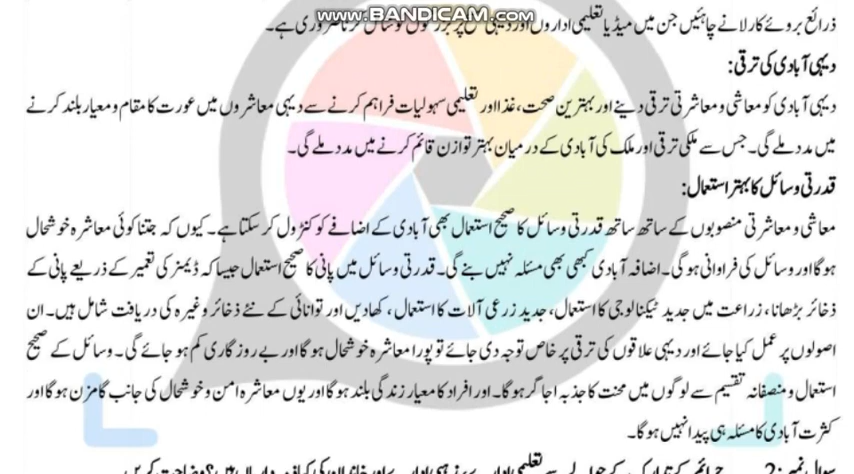 www.BANDICAM.com
ذرائع بروئے کار لانے چاہئیں جن میں میڈیا تعلیمی اداروں اور دیہی پر ہے۔
دیہی آبادی کی ترقی:
دیہی آبادی کو معاشی و معاشرتی ترقی دینے اور بہترین صحت، غذا اور تعلیمی سہولیات فراہم کرنے سے دیہی معاشروں میں عورت کا مقام و معیار بلند کرنے
میں مدد ملے گی۔ جس سے ملکی ترقی اور ملک کی آبادی کے درمیان بہتر توازن قائم کرنے میں مدد ملے گی۔
قدرتی وسائل کا بہتر استعمال:
معاشی و معاشرتی منصوبوں کے ساتھ ساتھ قدرتی وسائل کا صحیح استعمال بھی آبادی کے اضافے کو کنٹرول کر سکتا ہے۔ کیوں کہ جتنا کوئی معاشرہ خوشحال
ہوگا اور وسائل کی فراوانی ہوگی۔ اضافہ آبادی کبھی بھی مسئلہ نہیں بنے گی۔ قدرتی وسائل میں پانی کا صحیح استعمال جیسا کہ ڈیمز کی تعمیر کے ذریعے پانی کے
ذخائر بڑھانا، زراعت میں جدید ٹیکنالوجی کا استعمال، جدید زرعی آلات کا استعمال، کھادیں اور توانائی کے نئے ذخائر وغیرہ کی دریافت شامل ہیں۔ ان
اصولوں پر عمل کیا جائے اور دیہی علاقوں کی ترقی پر خاص توجہ دی جائے تو پورا معاشرہ خوشحال ہوگا اور بے روزگاری کم ہو جائے گی۔ وسائل کے صحیح
استعمال و منصفانہ تقسیم سے لوگوں میں محنت کا جذبہ اجاگر ہوگا۔ اور افراد کا معیار زندگی بلند ہوگا اور یوں معاشرہ امن و خوشحال کی جانب گامزن ہوگا اور
کثرت آبادی کا مسئلہ ہی پیدا نہیں ہوگا۔
سوال نمبر:2